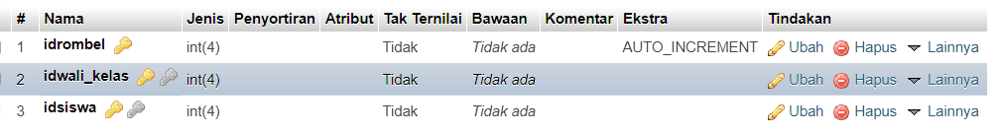 # Nama Jenis Penyortiran Atribut Tak Ternilai Bawaan Komentar Ekstra Tindakan
1 idrombel int(4) Tidak Tidak ada AUTO_INCREMENT Ubah Hapus Lainnya
2 idwali_kelas int(4) Tidak Tidak ada Ubah Hapus Lainnya
3 idsiswa int(4) Tidak Tidak ada Ubah Hapus Lainnya